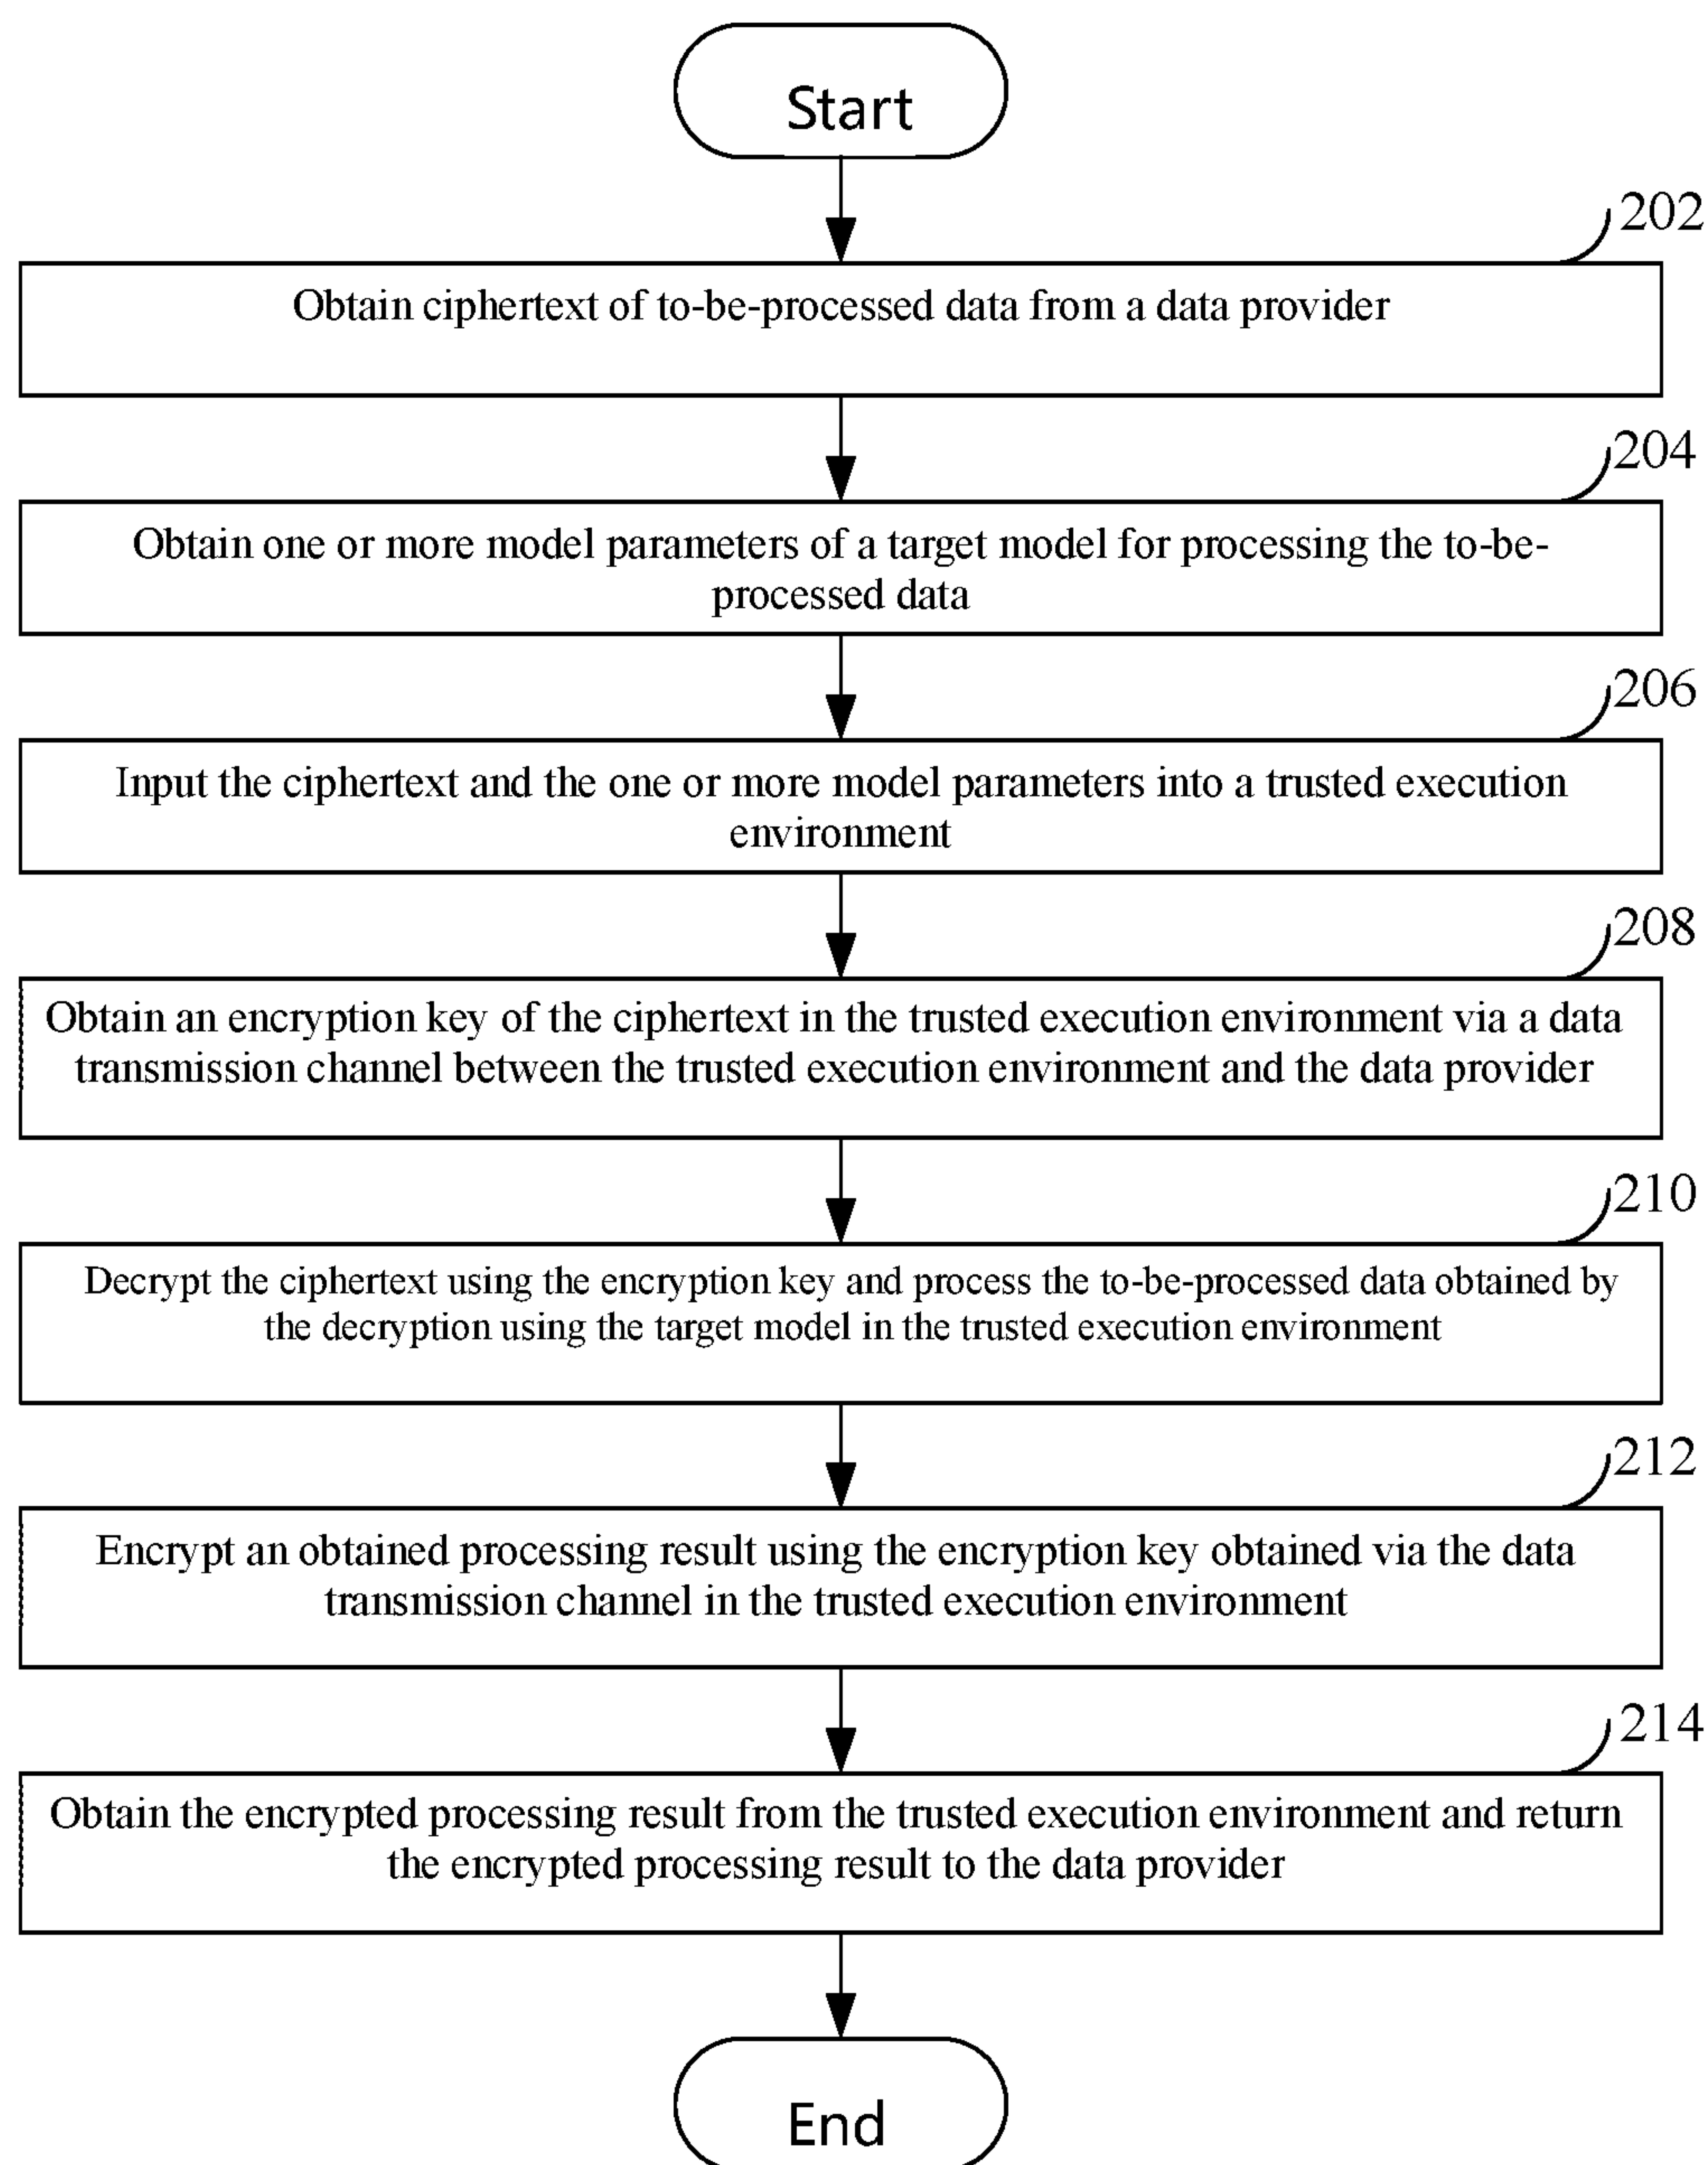 Start
202
Obtain ciphertext of to-be-processed data from a data provider
204
Obtain one or more model parameters of a target model for processing the to-be-
processed data
206
Input the ciphertext and the one or more model parameters into a trusted execution
environment
208
Obtain an encryption key of the ciphertext in the trusted execution environment via a data
transmission channel between the trusted execution environment and the data provider
210
Decrypt the ciphertext using the encryption key and process the to-be-processed data obtained by
the decryption using the target model in the trusted execution environment
212
Encrypt an obtained processing result using the encryption key obtained via the data
transmission channel in the trusted execution environment
214
Obtain the encrypted processing result from the trusted execution environment and return
the encrypted processing result to the data provider
End